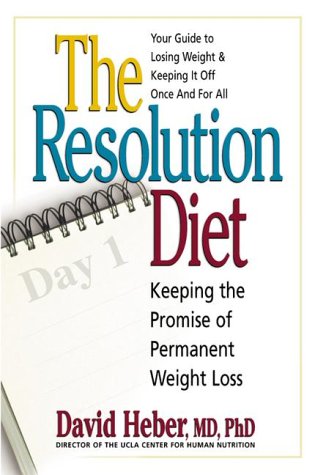 Your Guide to
Losing Weight &
Keeping It Off
Once And For All
The
Resolution
Diet
Day 1
Keeping the
Promise of
Permanent
Weight Loss
David Heber, MD, PhD
DIRECTOR OF THE UCLA CENTER FOR HUMAN NUTRITION